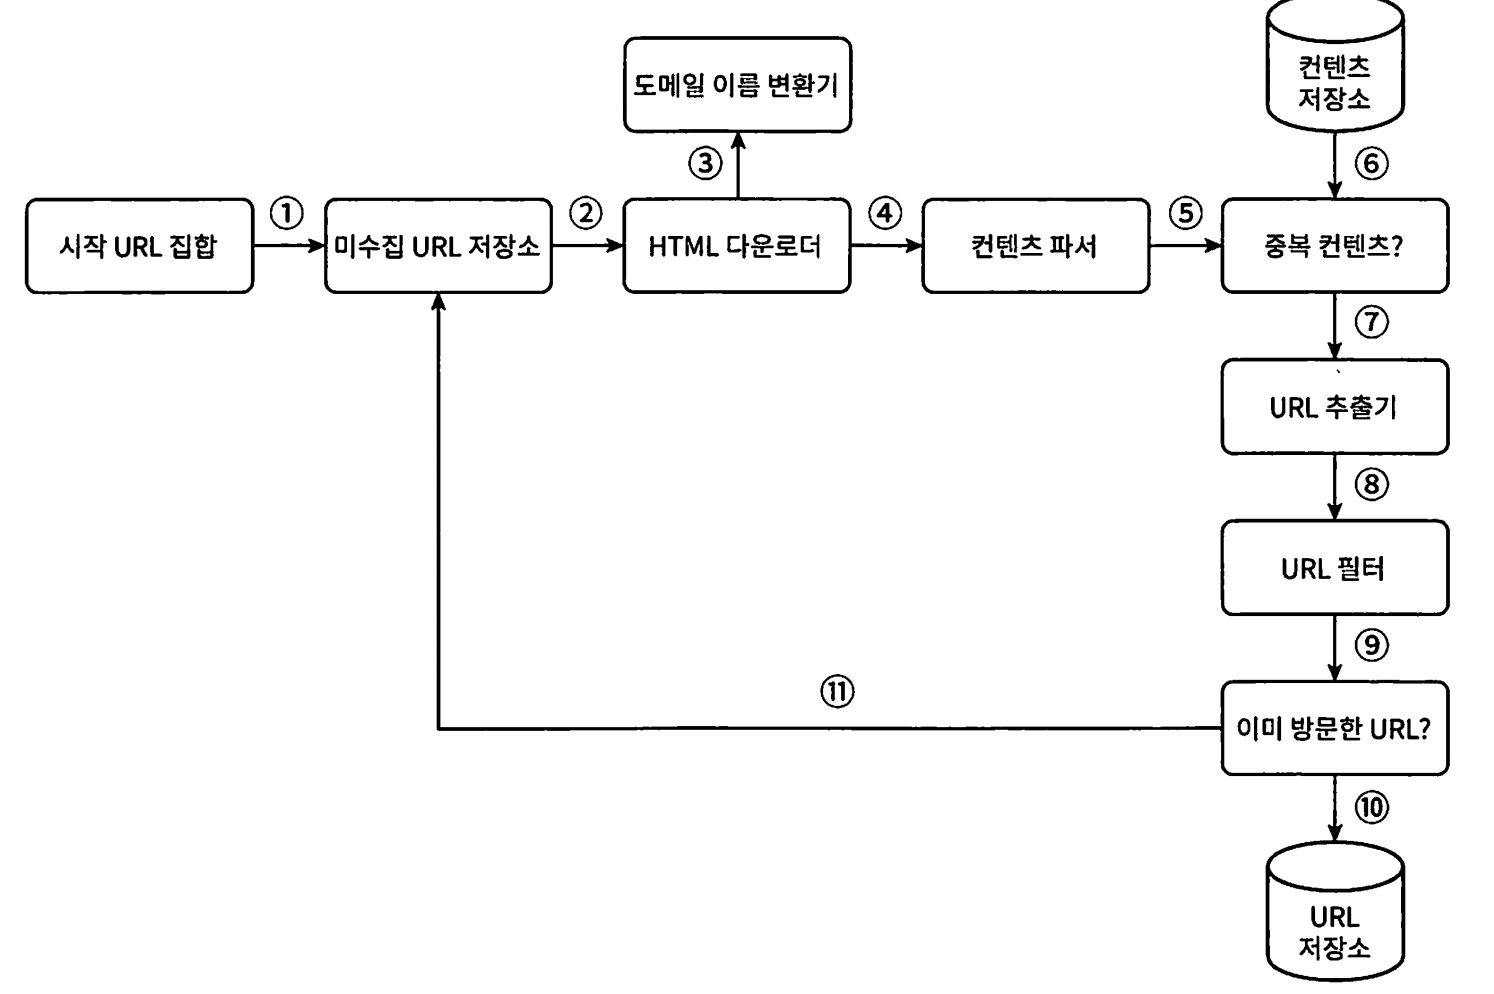 컨텐츠
저장소
도메일 이름 변환기
③
⑥
①
②
④
⑤
시작 URL 집합
미수집 URL 저장소
HTML 다운로더
컨텐츠 파서
중복 컨텐츠?
⑦
URL 추출기
⑧
URL 필터
⑨
⑪
이미 방문한 URL?
⑩
URL
저장소